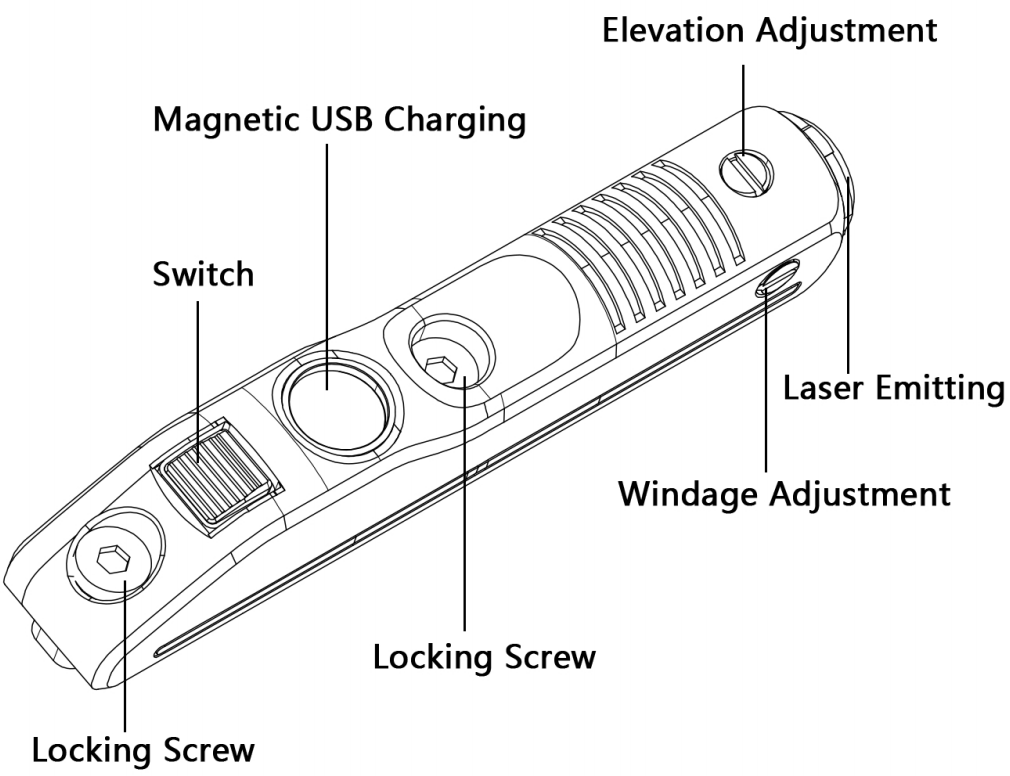 Elevation Adjustment
Magnetic USB Charging
Switch
Laser Emitting
Windage Adjustment
Locking Screw
Locking Screw